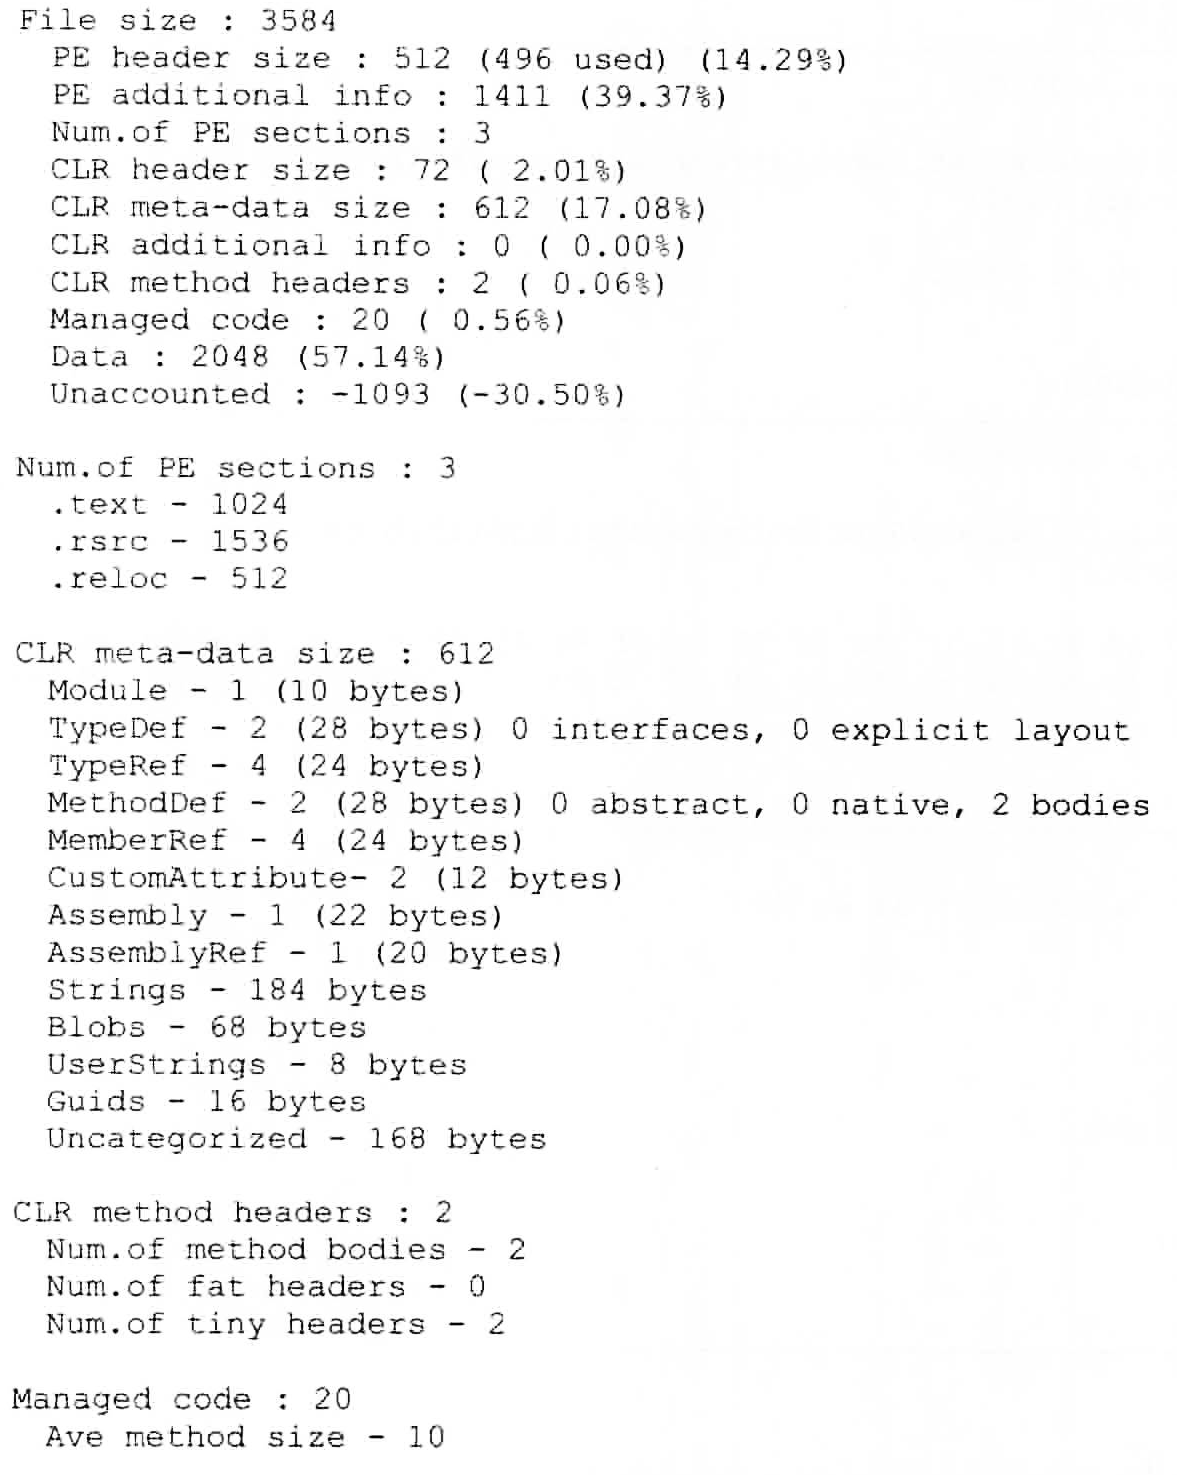 File size : 3584
PE header size : 512 (496 used) (14.29%)
PE additional info : 1411 (39.37%)
Num.of PE sections : 3
CLR header size : 72 ( 2.01%)
CLR meta-data size : 612 (17.08%)
CLR additional info : 0 ( 0.00%)
CLR method headers : 2 ( 0.06%)
Managed code : 20 ( 0.56%)
Data : 2048 (57.14%)
Unaccounted : -1093 (-30.50%)
Num.of PE sections : 3
.text - 1024
.rsrc - 1536
.reloc - 512
CLR meta-data size : 612
Module - 1 (10 bytes)
TypeDef - 2 (28 bytes) 0 interfaces, 0 explicit layout
TypeRef - 4 (24 bytes)
MethodDef - 2 (28 bytes) 0 abstract, 0 native, 2 bodies
MemberRef - 4 (24 bytes)
CustomAttribute- 2 (12 bytes)
Assembly - 1 (22 bytes)
AssemblyRef - 1 (20 bytes)
Strings - 184 bytes
Blobs - 68 bytes
UserStrings - 8 bytes
Guids - 16 bytes
Uncategorized - 168 bytes
CLR method headers : 2
Num.of method bodies - 2
Num.of fat headers - 0
Num.of tiny headers - 2
Managed code : 20
Ave method size - 10